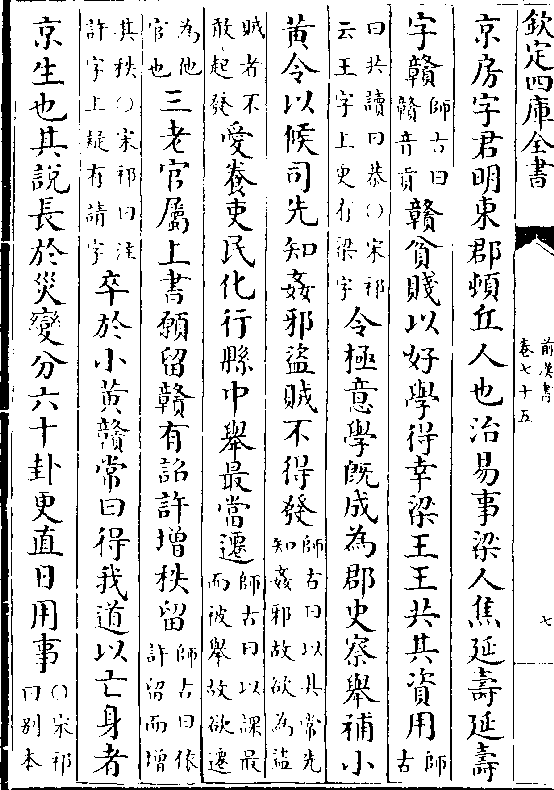 欽定四庫全書
前漢書
卷七十五
七
京房字君明東郡頓丘人也治易事梁人焦延壽延壽
字贛師古曰贛音貢贛貧賤以好學得幸梁王王共其資用師古
曰共讀曰恭○宋祁云王字上更有梁字令極意學旣成為郡史察舉補小
黃令以候司先知姦邪盜賊不得發師古曰以其常先知姦邪故欲為盜
賊者不敢起發愛養吏民化行縣中舉最當遷師古曰以課最而被舉故欲遷
為他官也三老官屬上書願留贛有詔許增秩留師古曰依許留而增
其秩○宋祁曰注許字上疑有請字卒於小黃贛常曰得我道以亡身者
京生也其說長於災變分六十卦更直日用事○宋祁曰别本